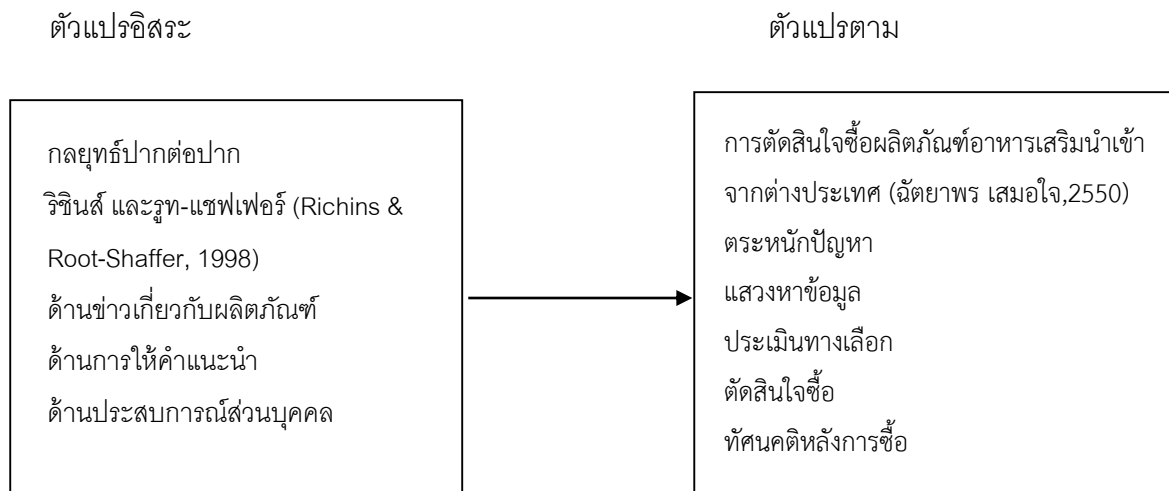 ตัวแปรอิสระ
ตัวแปรตาม
กลยุทธ์ปากต่อปาก
ริชินส์ และรูท-แชฟเฟอร์ (Richins &
Root-Shaffer, 1998)
ด้านข่าวเกี่ยวกับผลิตภัณฑ์
ด้านการให้คำแนะนำ
ด้านประสบการณ์ส่วนบุคคล
การตัดสินใจซื้อผลิตภัณฑ์อาหารเสริมนำเข้า
จากต่างประเทศ (ฉัตยาพร เสมอใจ,2550)
ตระหนักปัญหา
แสวงหาข้อมูล
ประเมินทางเลือก
ตัดสินใจซื้อ
ทัศนคติหลังการซื้อ